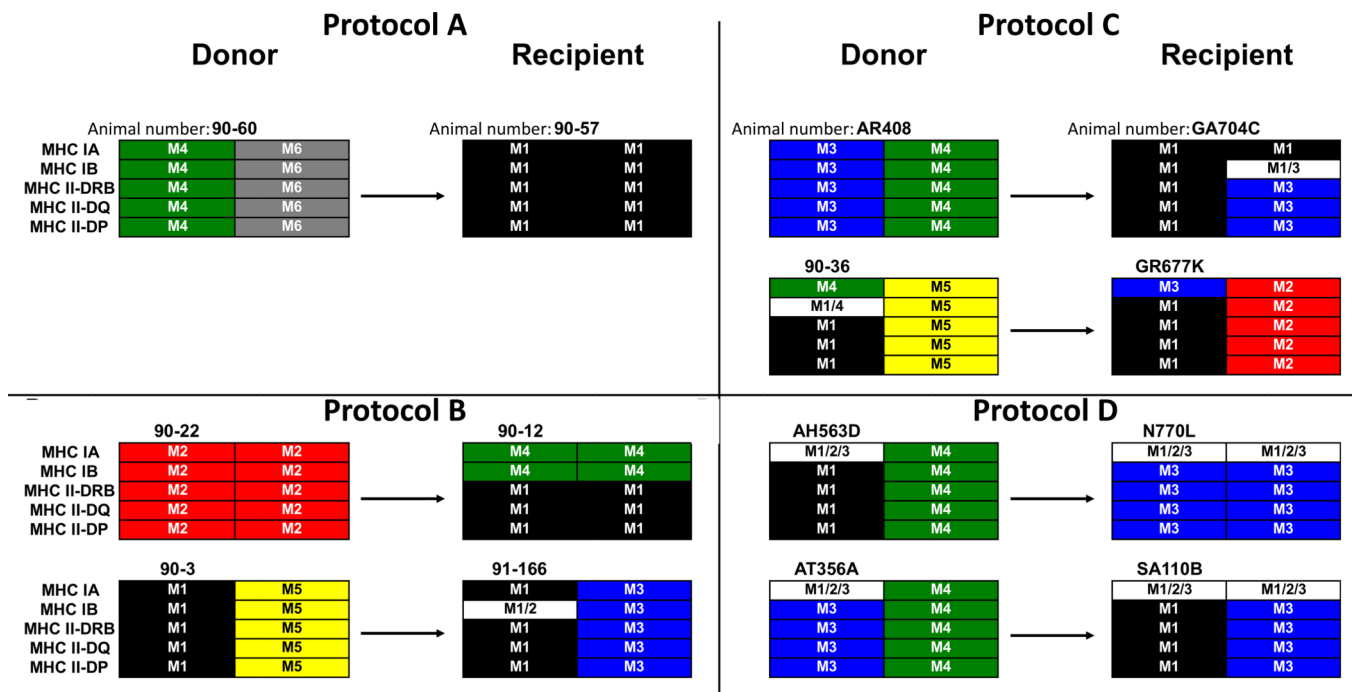 Protocol A
Donor Recipient
Animal number: 90-60 Animal number: 90-57
MHC IA M4 M6 M1 M1
MHC IB M4 M6 M1 M1
MHC II-DRB M4 M6 M1 M1
MHC II-DQ M4 M6 M1 M1
MHC II-DP M4 M6 M1 M1
Protocol C
Donor Recipient
Animal number: AR408 Animal number: GA704C
M3 M4 M1 M1
M3 M4 M1 M1/3
M3 M4 M1 M3
M3 M4 M1 M3
M3 M4 M1 M3
90-36 GR677K
M4 M5 M3 M2
M1/4 M5 M1 M2
M1 M5 M1 M2
M1 M5 M1 M2
M1 M5 M1 M2
Protocol B
90-22 90-12
MHC IA M2 M2 M4 M4
MHC IB M2 M2 M4 M4
MHC II-DRB M2 M2 M1 M1
MHC II-DQ M2 M2 M1 M1
MHC II-DP M2 M2 M1 M1
90-3 91-166
MHC IA M1 M5 M1 M3
MHC IB M1 M5 M1/2 M3
MHC II-DRB M1 M5 M1 M3
MHC II-DQ M1 M5 M1 M3
MHC II-DP M1 M5 M1 M3
Protocol D
AH563D N770L
M1/2/3 M4 M1/2/3 M1/2/3
M1 M4 M3 M3
M1 M4 M3 M3
M1 M4 M3 M3
M1 M4 M3 M3
AT356A SA110B
M1/2/3 M4 M1/2/3 M1/2/3
M3 M4 M1 M3
M3 M4 M1 M3
M3 M4 M1 M3
M3 M4 M1 M3